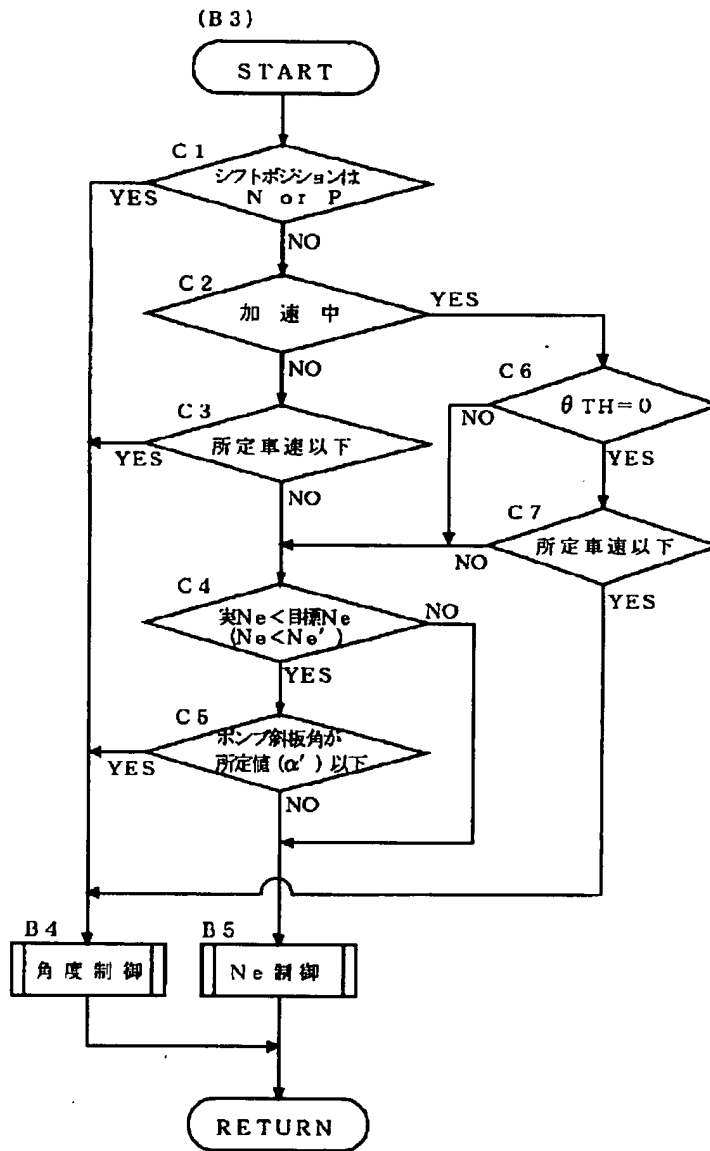 (B3)
START
C1
シフトポジションは
N or P
YES
NO
C2
加速中
YES
NO
C6
θTH=0
NO
YES
C3
所定車速以下
YES
NO
C7
所定車速以下
NO
YES
C4
実Ne<目標Ne
(Ne<Ne′)
NO
YES
C5
ポンプ斜板角が
所定値(α′)以下
YES
NO
B4
角度制御
B5
Ne制御
RETURN